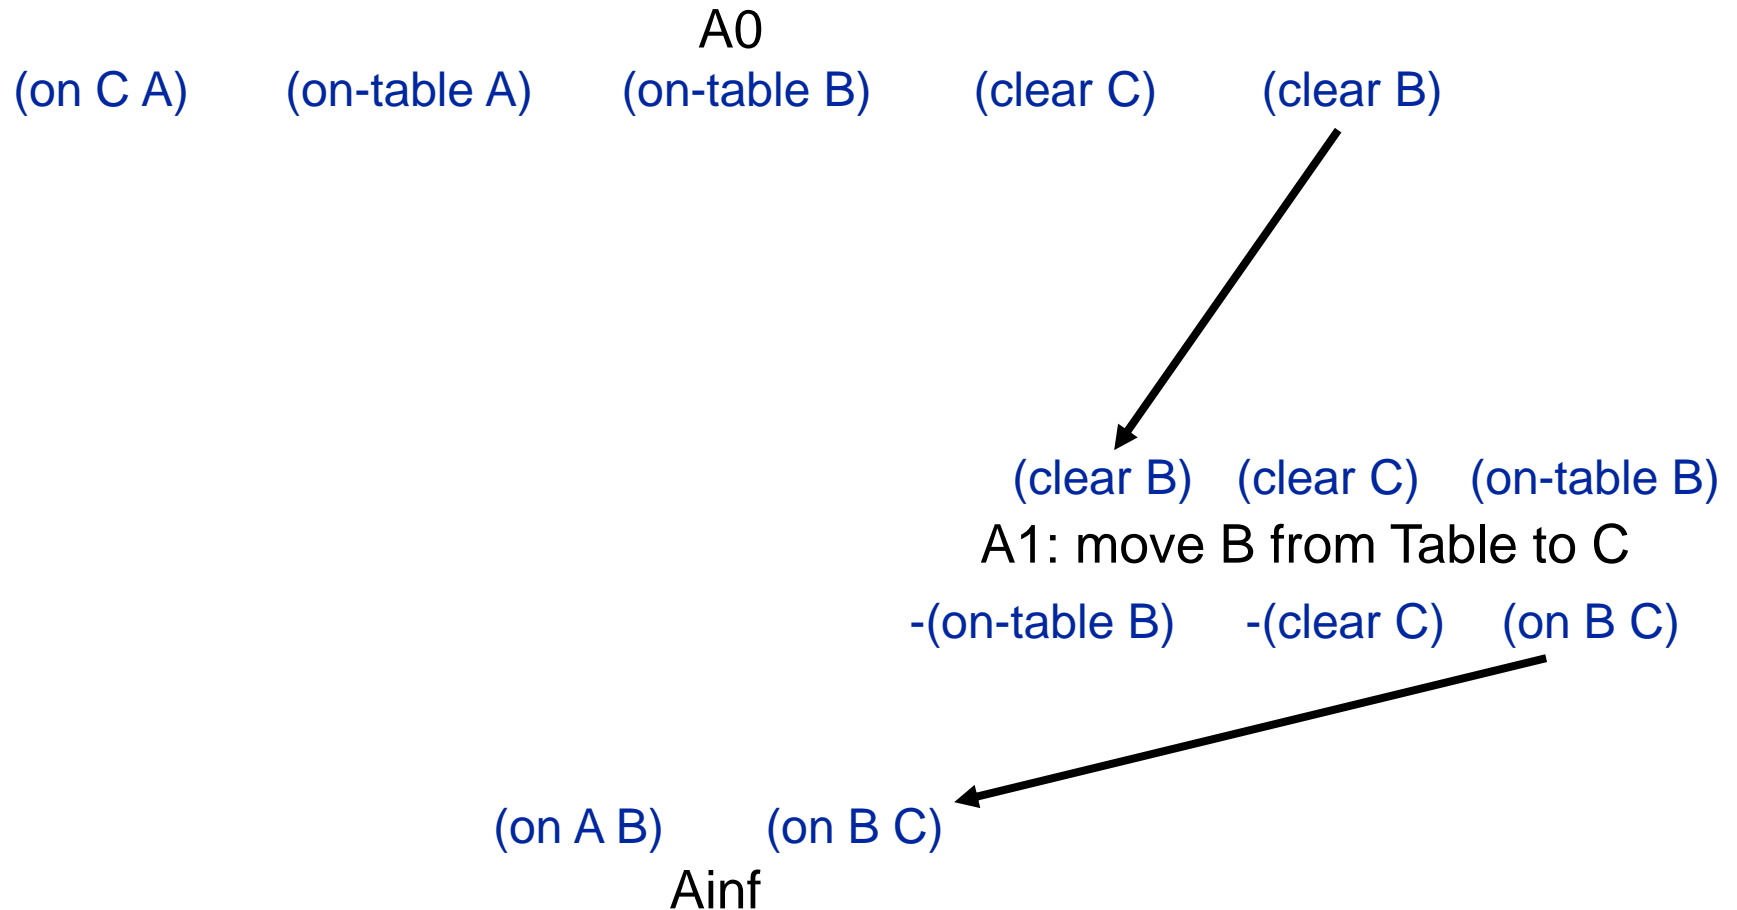 A0
(on C A) (on-table A) (on-table B) (clear C) (clear B)
(clear B) (clear C) (on-table B)
A1: move B from Table to C
-(on-table B) -(clear C) (on B C)
(on A B) (on B C)
Ainf